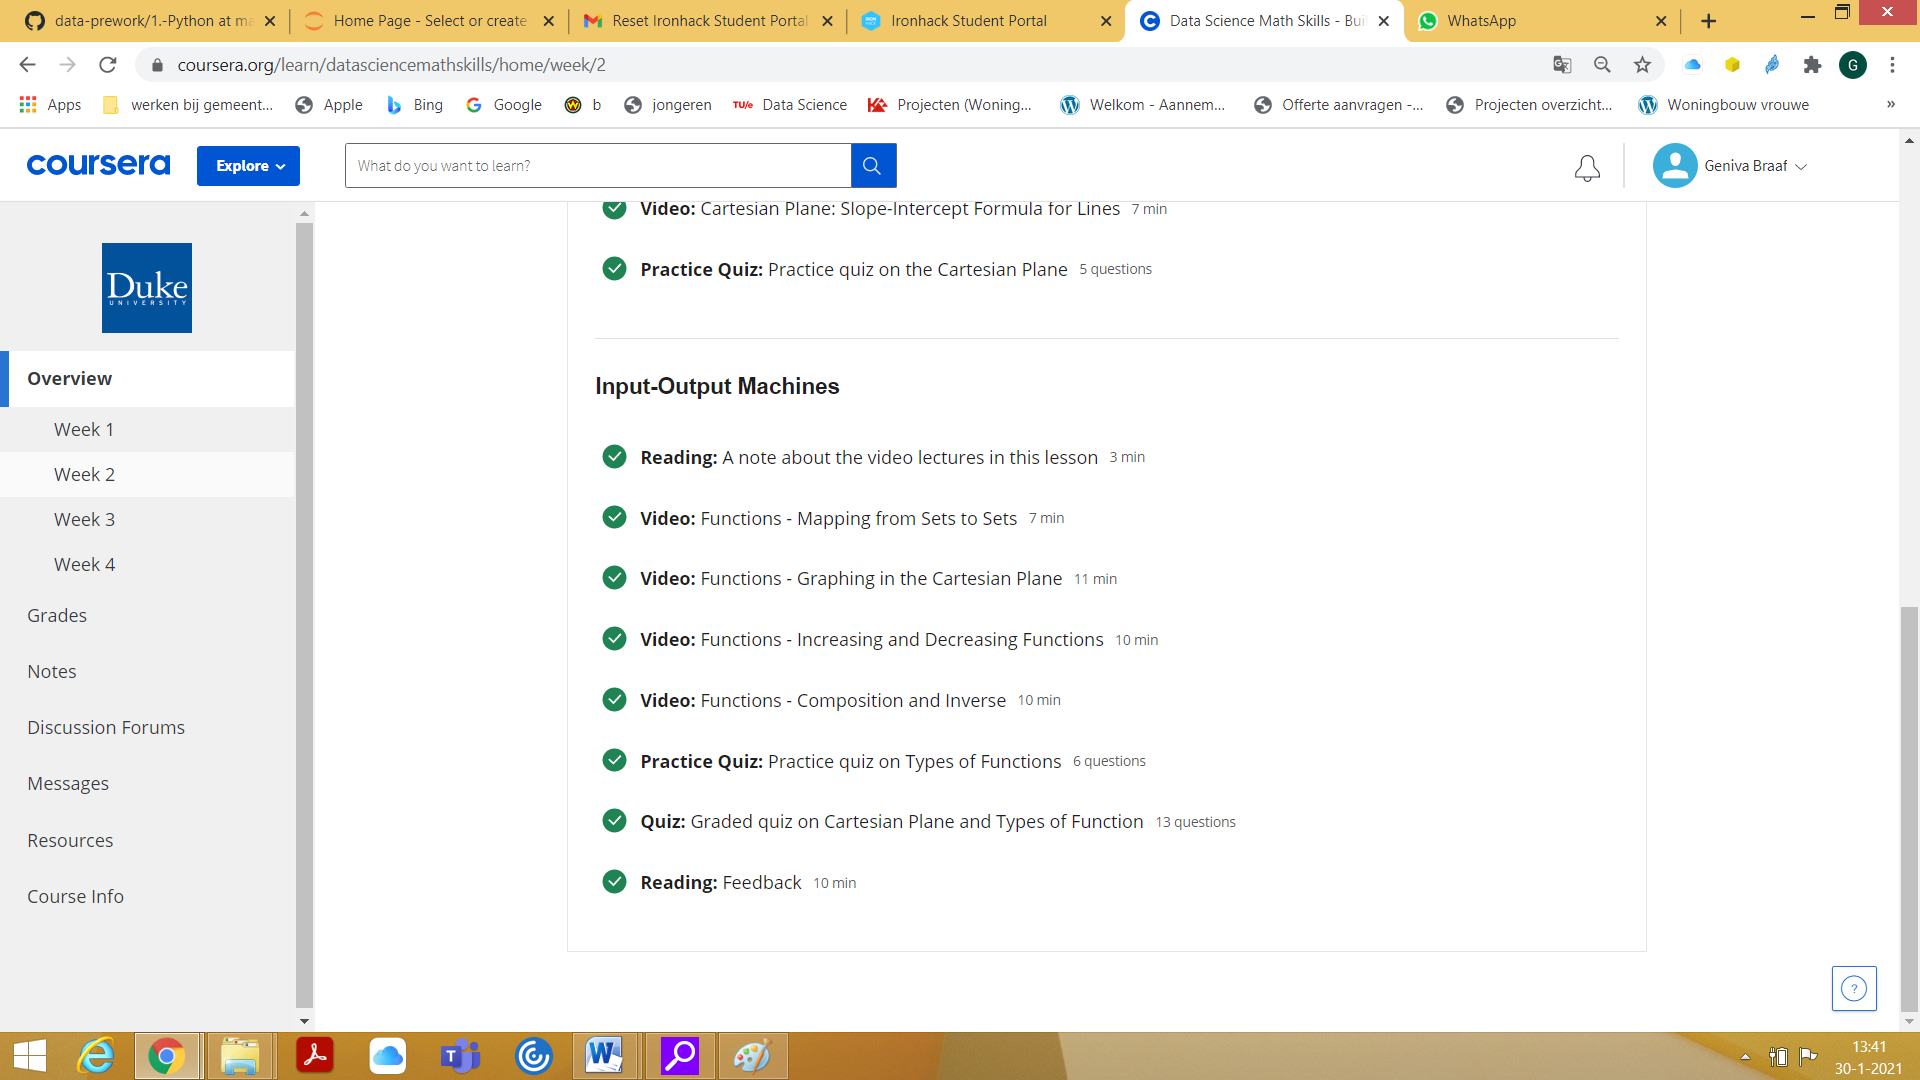 data-prework/1.-Python at ma
Home Page - Select or create
Reset Ironhack Student Portal
Ironhack Student Portal
Data Science Math Skills - Bui
WhatsApp
coursera.org/learn/datasciencemathskills/home/week/2
G
Apps
werken bij gemeent...
Apple
Bing
Google
b
jongeren
TU/e Data Science
Projecten (Woning...
Welkom - Aannem...
Offerte aanvragen -...
Projecten overzicht...
Woningbouw vrouwe
»
coursera
Explore
What do you want to learn?
Geniva Braaf
Duke
UNIVERSITY
Overview
Week 1
Week 2
Week 3
Week 4
Grades
Notes
Discussion Forums
Messages
Resources
Course Info
Video: Cartesian Plane: Slope-Intercept Formula for Lines 7 min
Practice Quiz: Practice quiz on the Cartesian Plane 5 questions
Input-Output Machines
Reading: A note about the video lectures in this lesson 3 min
Video: Functions - Mapping from Sets to Sets 7 min
Video: Functions - Graphing in the Cartesian Plane 11 min
Video: Functions - Increasing and Decreasing Functions 10 min
Video: Functions - Composition and Inverse 10 min
Practice Quiz: Practice quiz on Types of Functions 6 questions
Quiz: Graded quiz on Cartesian Plane and Types of Function 13 questions
Reading: Feedback 10 min
?
13:41
30-1-2021